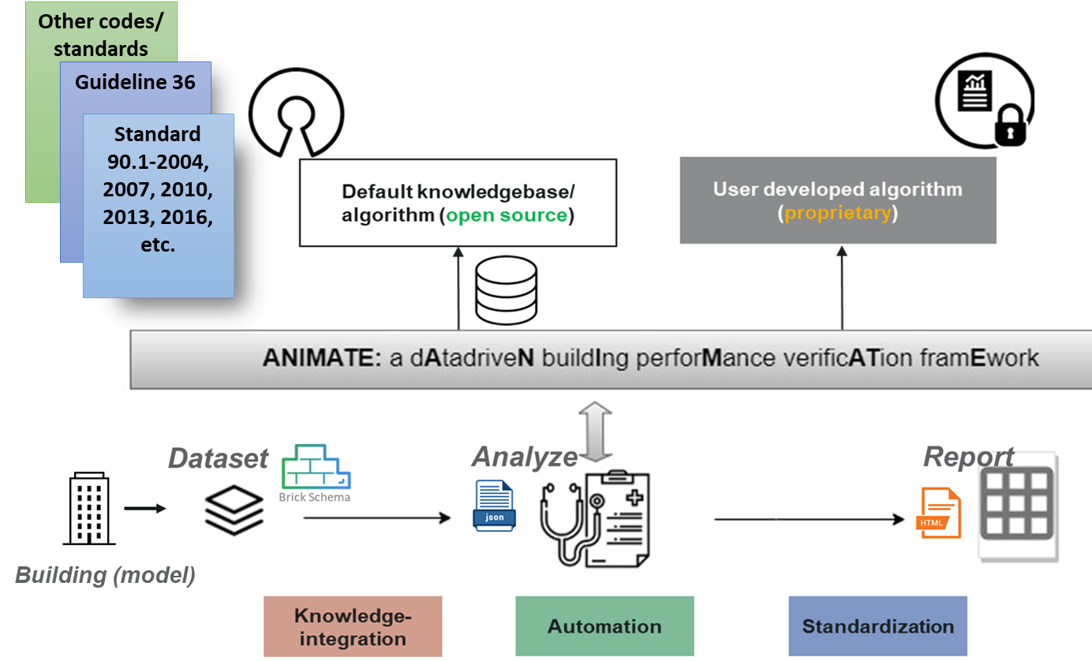 Other codes/
standards
Guideline 36
Standard
90.1-2004,
2007, 2010,
2013, 2016,
etc.
Default knowledgebase/
algorithm (open source)
User developed algorithm
(proprietary)
ANIMATE: a dAtadriveN buildIng perforMance verificATion framEwork
Dataset
Brick Schema
Analyze
json
Report
HTML
Building (model)
Knowledge-
integration
Automation
Standardization